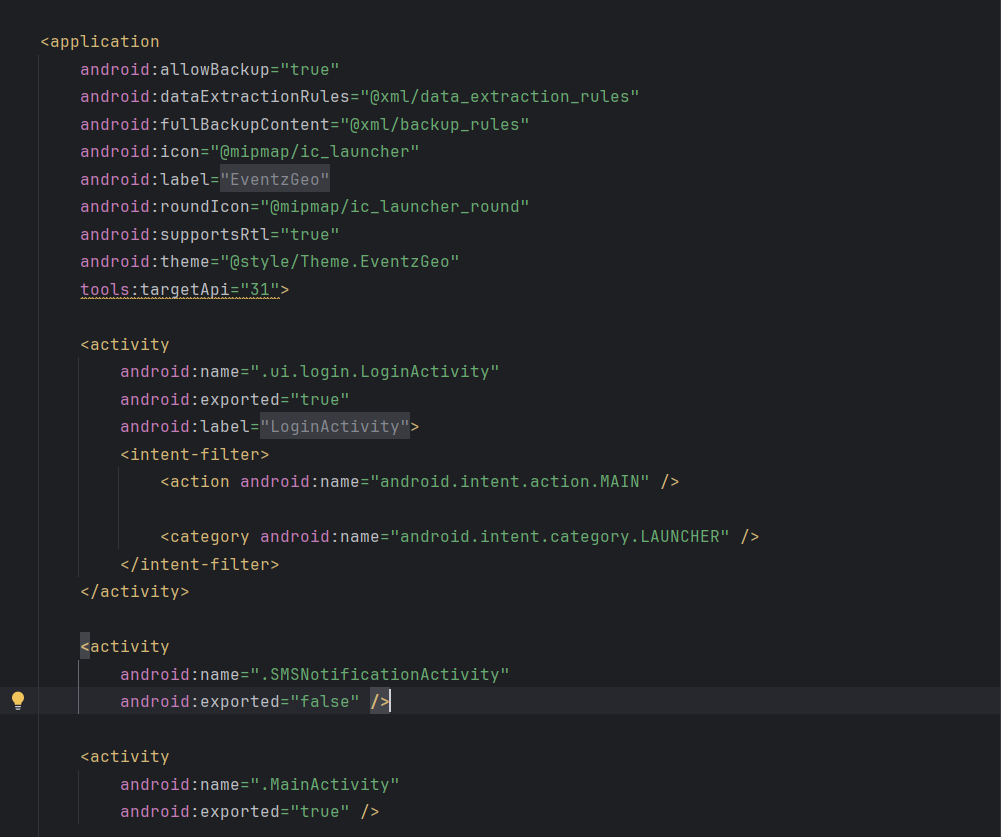 <application
android:allowBackup="true"
android:dataExtractionRules="@xml/data_extraction_rules"
android:fullBackupContent="@xml/backup_rules"
android:icon="@mipmap/ic_launcher"
android:label="EventzGeo"
android:roundIcon="@mipmap/ic_launcher_round"
android:supportsRtl="true"
android:theme="@style/Theme.EventzGeo"
tools:targetApi="31">
<activity
android:name=".ui.login.LoginActivity"
android:exported="true"
android:label="LoginActivity">
<intent-filter>
<action android:name="android.intent.action.MAIN" />
<category android:name="android.intent.category.LAUNCHER" />
</intent-filter>
</activity>
<activity
android:name=".SMSNotificationActivity"
android:exported="false" />
<activity
android:name=".MainActivity"
android:exported="true" />